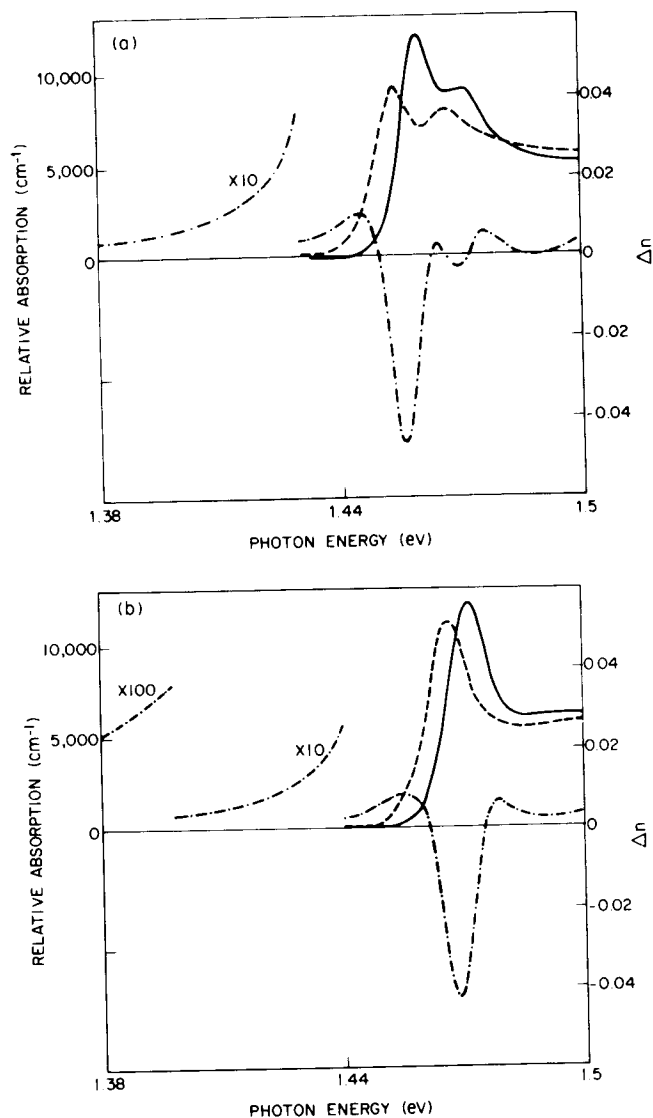 (a)
10,000
5,000
0
X10
0.04
0.02
0
-0.02
-0.04
RELATIVE ABSORPTION (cm⁻¹)
Δn
1.38
1.44
1.5
PHOTON ENERGY (eV)
(b)
10,000
5,000
0
X100
X10
0.04
0.02
0
-0.02
-0.04
RELATIVE ABSORPTION (cm⁻¹)
Δn
1.38
1.44
1.5
PHOTON ENERGY (eV)